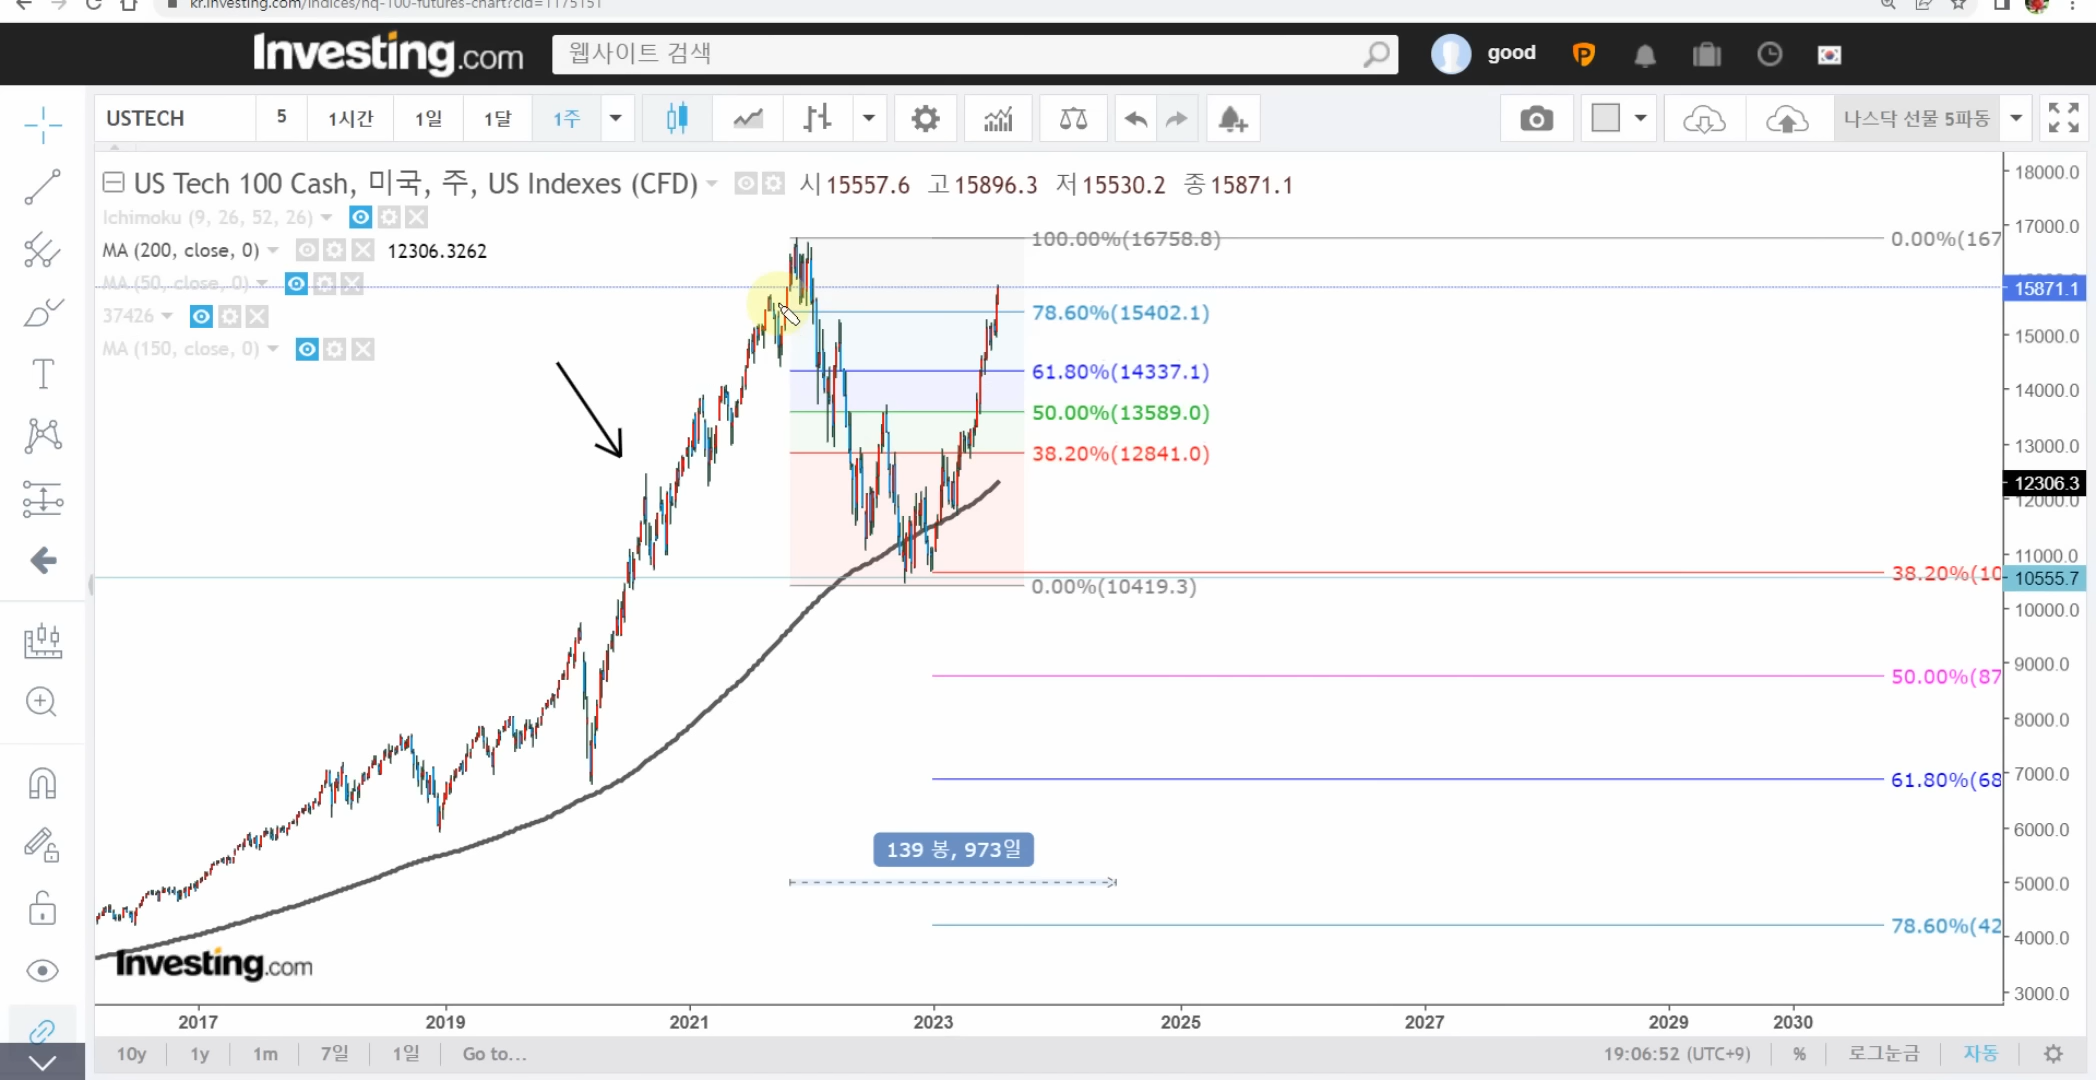 kr.investing.com/indices/nq-100-futures-chart?cid=1175151
Investing.com
웹사이트 검색
good
USTECH
5
1시간
1일
1달
1주
나스닥 선물 5파동
US Tech 100 Cash, 미국, 주, US Indexes (CFD)
시 15557.6 고 15896.3 저 15530.2 종 15871.1
Ichimoku (9, 26, 52, 26)
MA (200, close, 0) 12306.3262
MA (50, close, 0)
37426
MA (150, close, 0)
100.00%(16758.8)
0.00%(167
78.60%(15402.1)
61.80%(14337.1)
50.00%(13589.0)
38.20%(12841.0)
0.00%(10419.3)
38.20%(10
50.00%(87
61.80%(68
78.60%(42
139 봉, 973일
18000.0
17000.0
15871.1
15000.0
14000.0
13000.0
12306.3
12000.0
11000.0
10555.7
10000.0
9000.0
8000.0
7000.0
6000.0
5000.0
4000.0
3000.0
Investing.com
2017
2019
2021
2023
2025
2027
2029
2030
10y
1y
1m
7일
1일
Go to...
19:06:52 (UTC+9)
%
로그눈금
자동